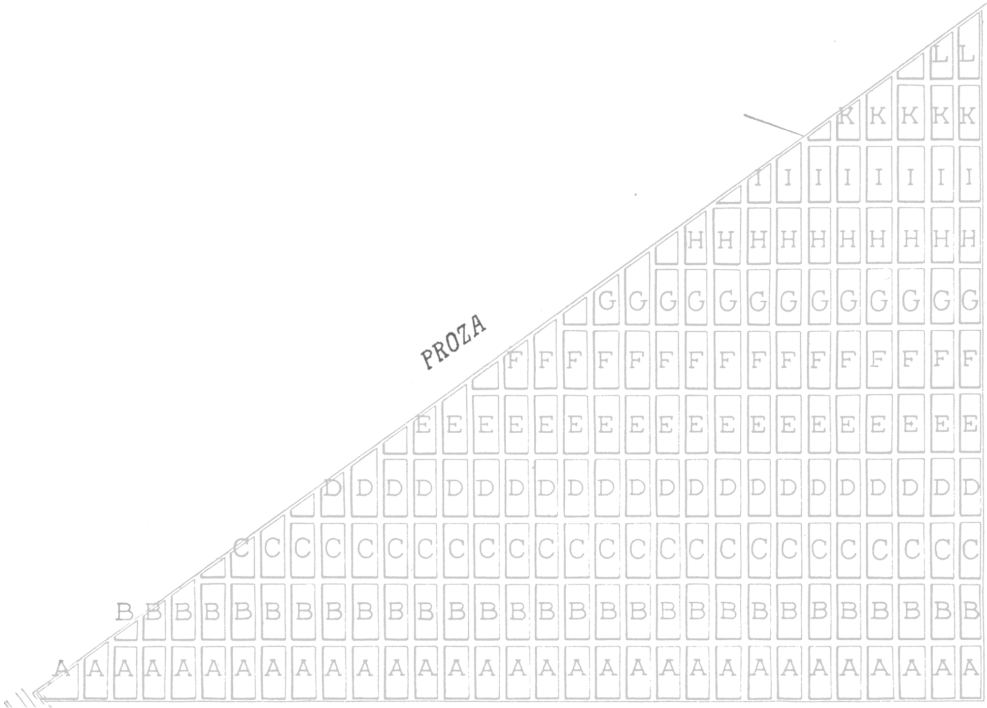 L L
K K K K K
I I I I I I I I
H H H H H H H H H H
G G G G G G G G G G G G G
PROZA
F F F F F F F F F F F F F F F F
E E E E E E E E E E E E E E E E E E E
D D D D D D D D D D D D D D D D D D D D D D
C C C C C C C C C C C C C C C C C C C C C C C C C
B B B B B B B B B B B B B B B B B B B B B B B B B B B B B
A A A A A A A A A A A A A A A A A A A A A A A A A A A A A A A